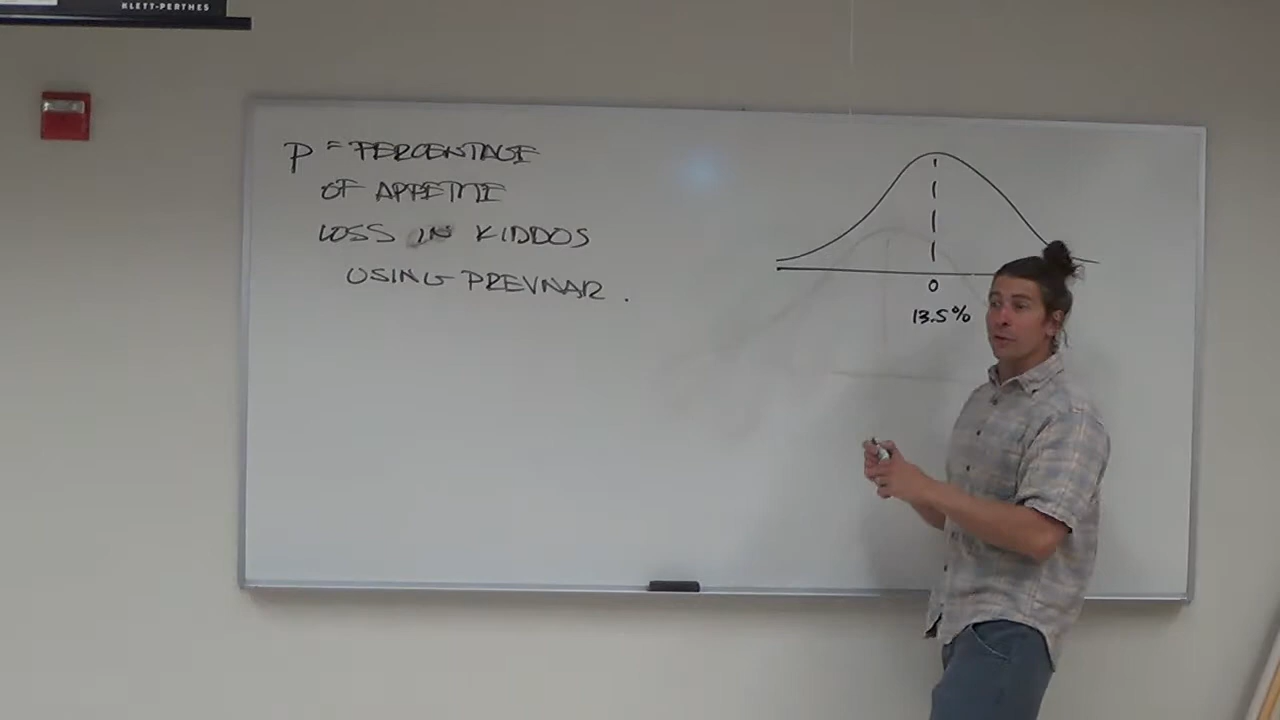 KLETT-PERTHES
P = PERCENTAGE
OF APPETITE
LOSS IN KIDDOS
USING PREVNAR.
0
13.5%